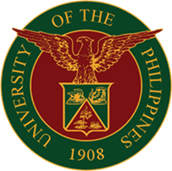 UNIVERSITY OF THE PHILIPPINES
1908